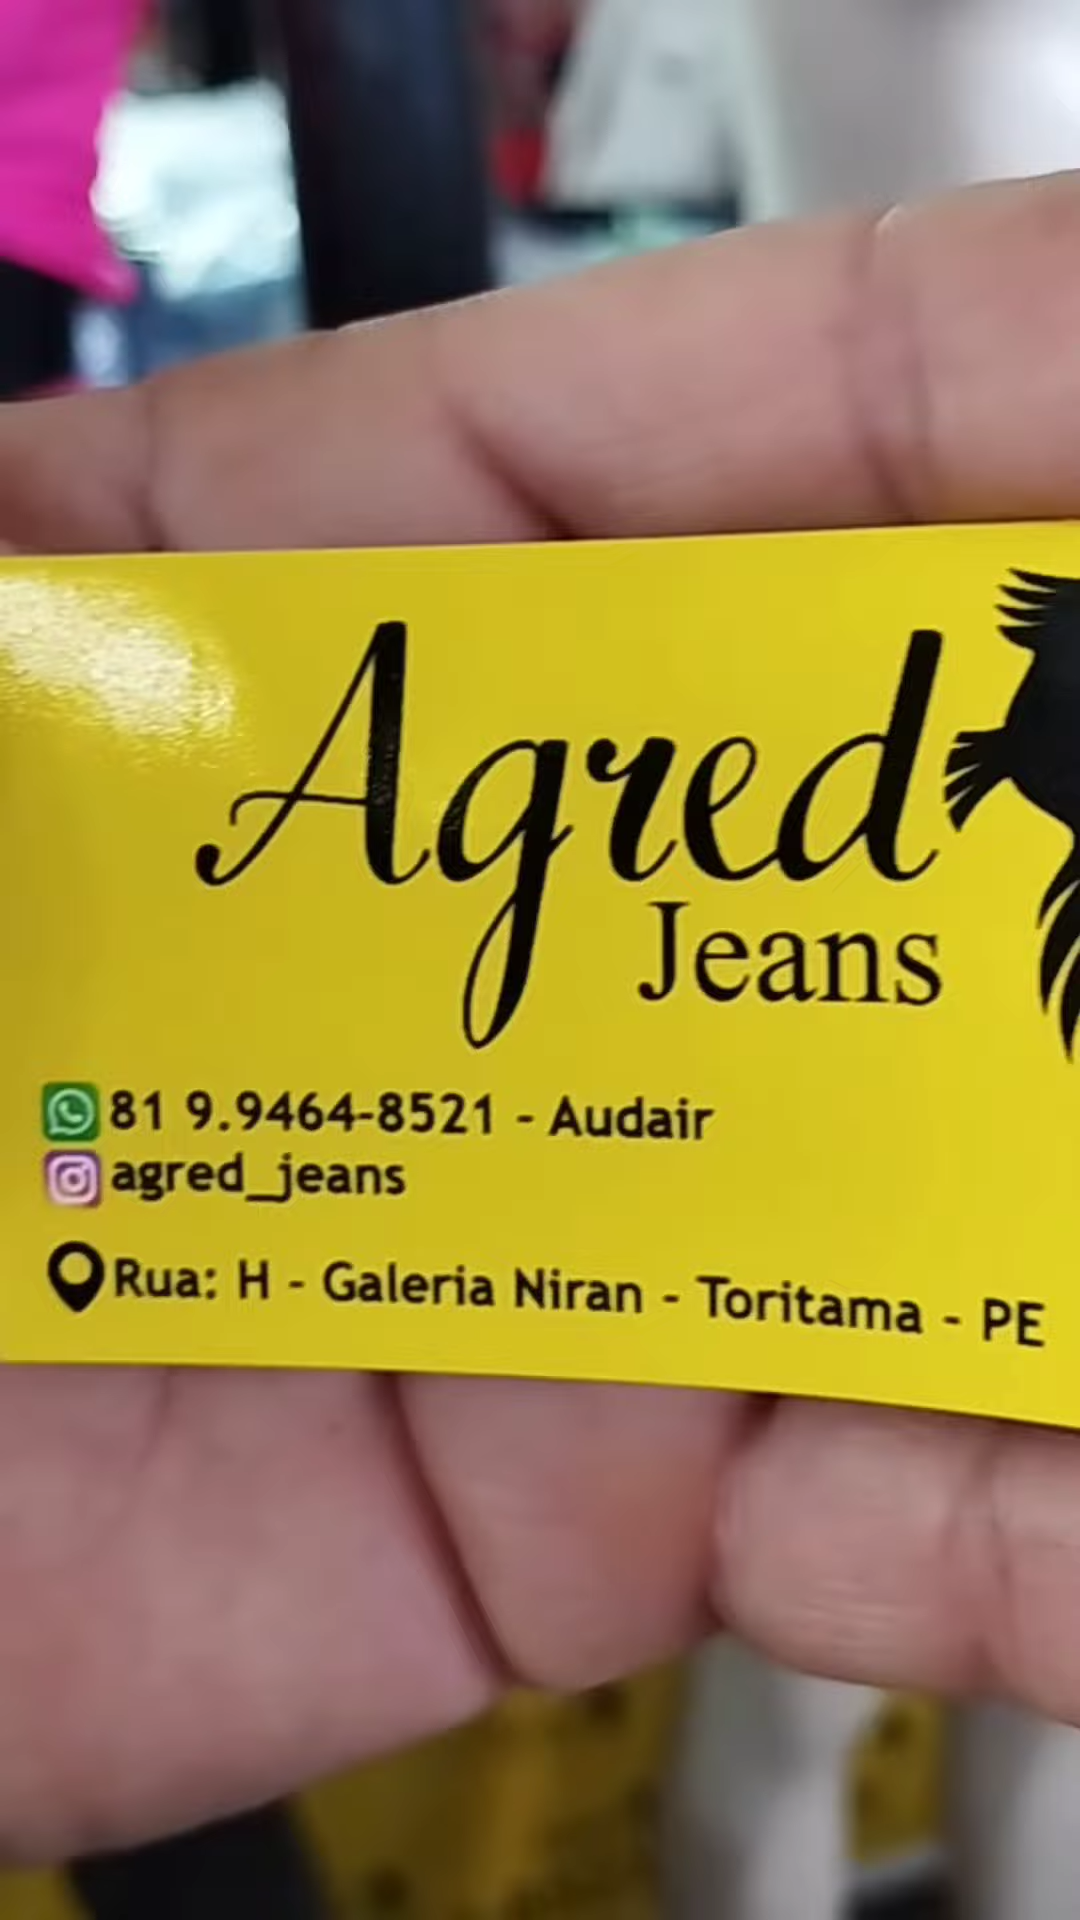 Agred
Jeans
81 9.9464-8521 - Audair
agred_jeans
Rua: H - Galeria Niran - Toritama - PE